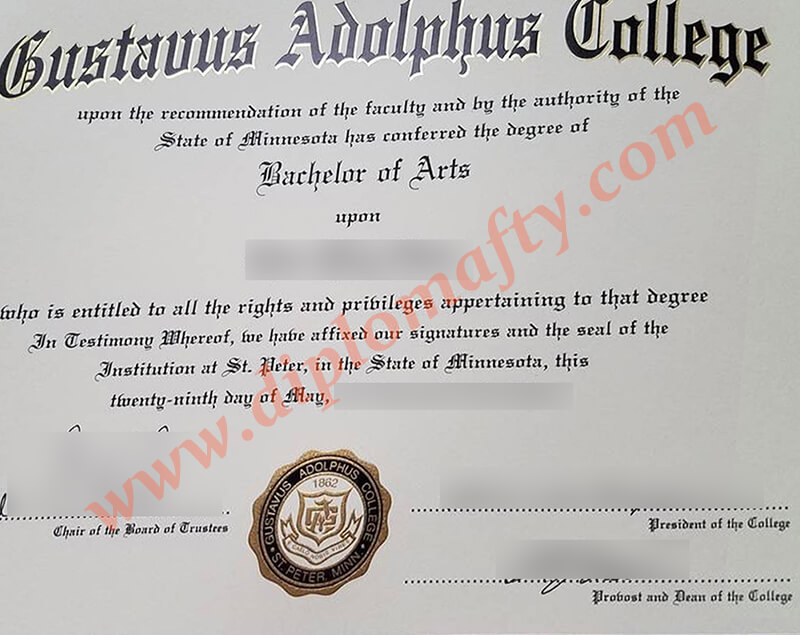 Gustavus Adolphus College
upon the recommendation of the faculty and by the authority of the
State of Minnesota has conferred the degree of
Bachelor of Arts
upon
who is entitled to all the rights and privileges appertaining to that degree
In Testimony Whereof, we have affixed our signatures and the seal of the
Institution at St. Peter, in the State of Minnesota, this
twenty-ninth day of May,
Chair of the Board of Trustees
GUSTAVUS ADOLPHUS COLLEGE
1862
ST. PETER, MINN.
President of the College
Provost and Dean of the College
www.diplomafty.com